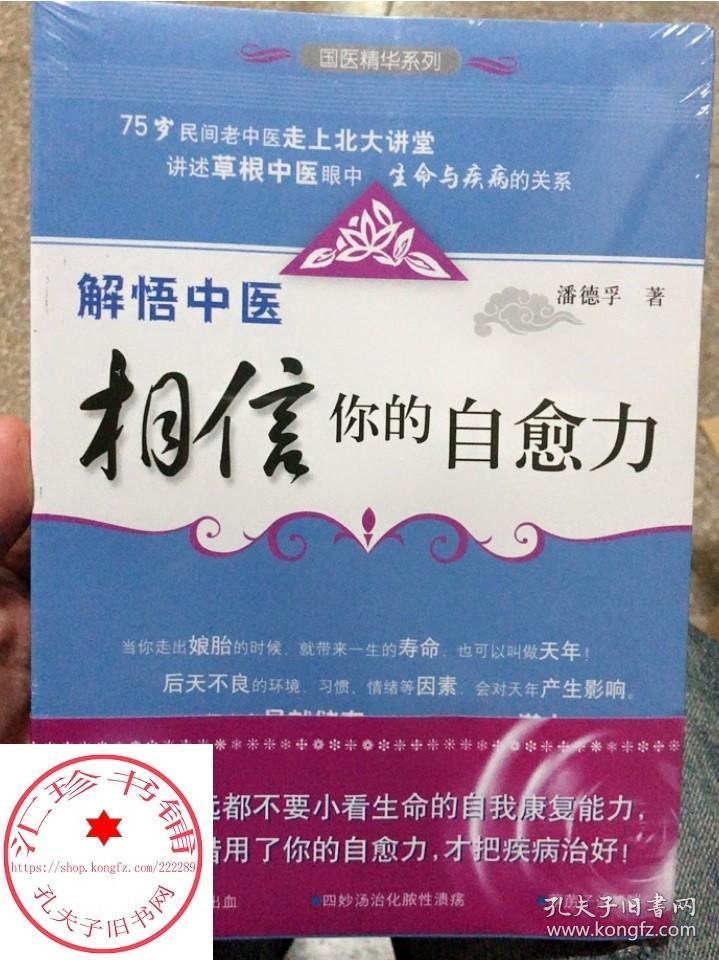 国医精华系列
75岁民间老中医走上北大讲堂
讲述草根中医眼中 生命与疾病的关系
解悟中医
潘德孚 著
相信你的自愈力
当你走出娘胎的时候，就带来一生的寿命，也可以叫做天年！
后天不良的环境、习惯、情绪等因素，会对天年产生影响。
远都不要小看生命的自我康复能力，
借用了你的自愈力，才把疾病治好！
出血
▪四妙汤治化脓性溃疡
汇珍书铺
https://shop.kongfz.com/222289
孔夫子旧书网
孔夫子旧书网
www.kongfz.com